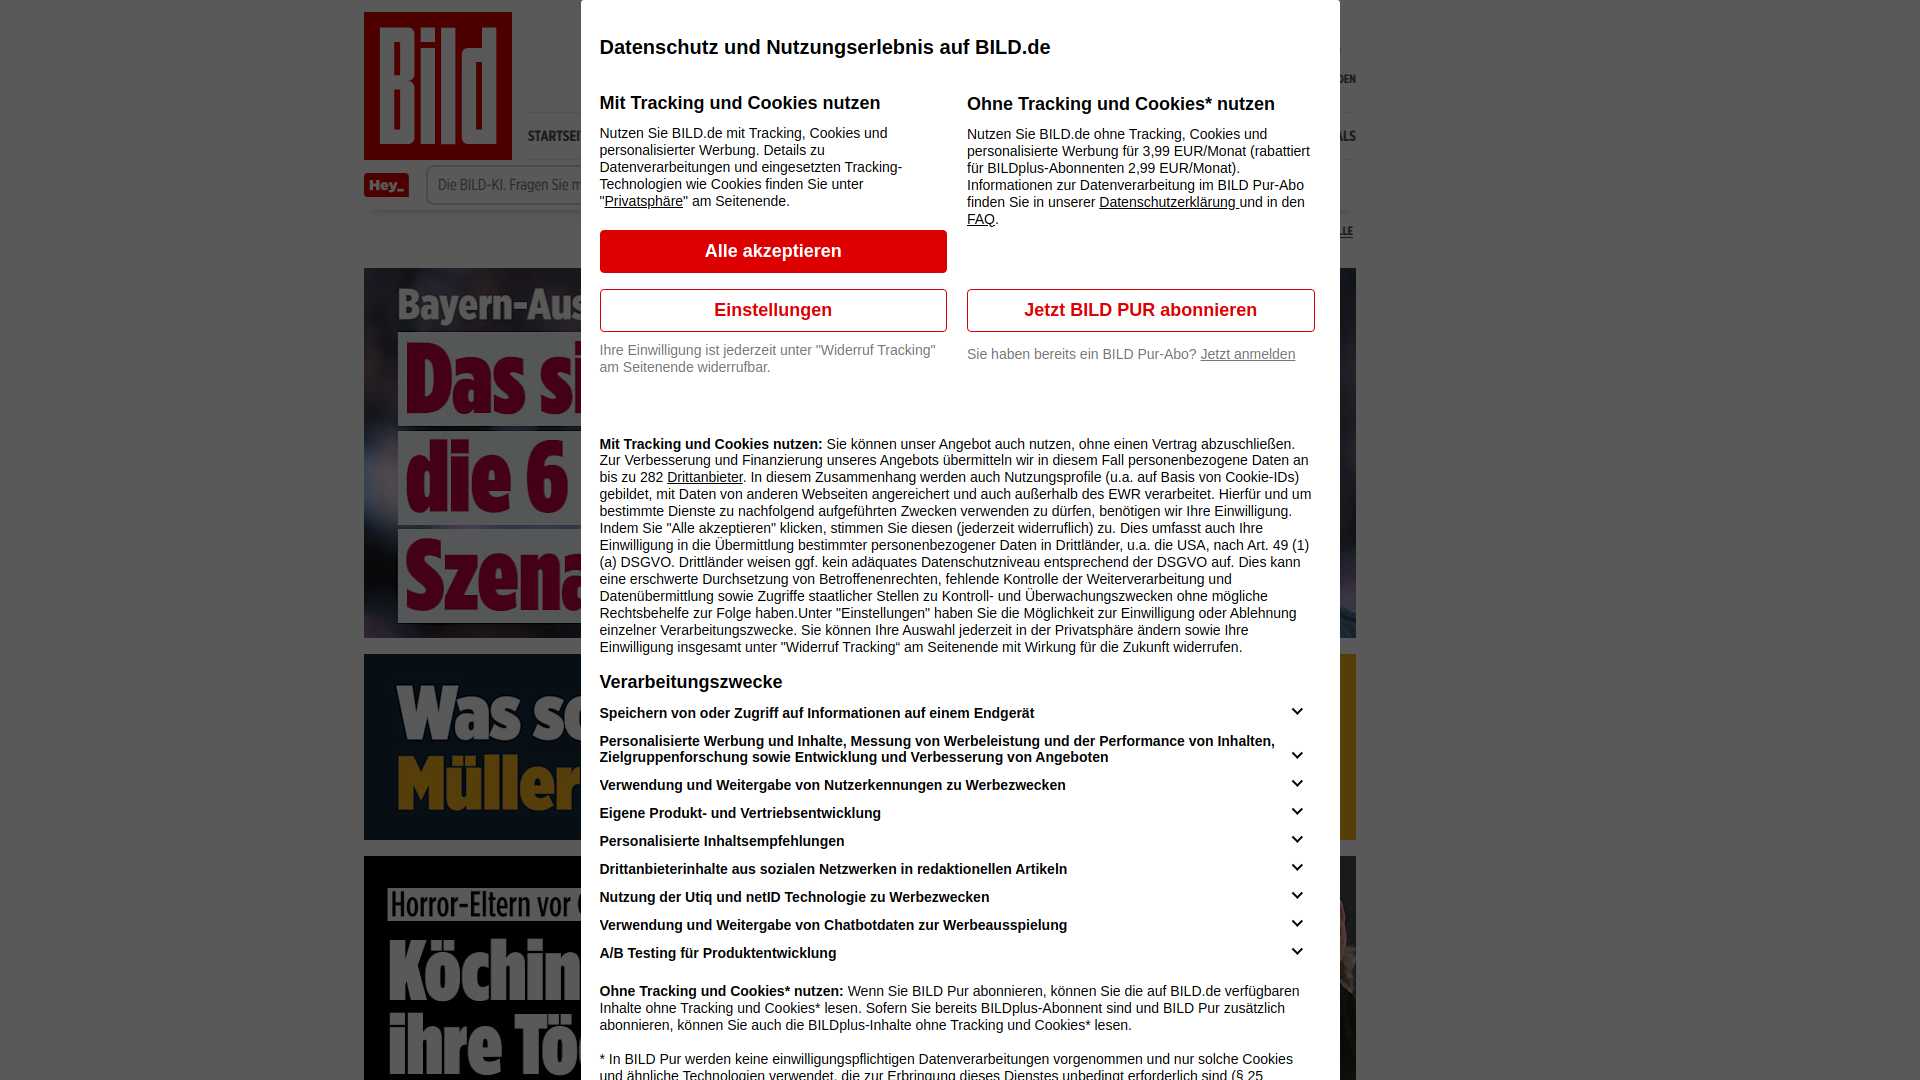 Bild
DEN
STARTSEI
ALS
Hey_
Die BILD-KI. Fragen Sie m
LLE
Bayern-Aus
Das si
die 6
Szena
Was so
Müller
Horror-Eltern vor
Köchin
ihre Tö
Datenschutz und Nutzungserlebnis auf BILD.de
Mit Tracking und Cookies nutzen
Nutzen Sie BILD.de mit Tracking, Cookies und
personalisierter Werbung. Details zu
Datenverarbeitungen und eingesetzten Tracking-
Technologien wie Cookies finden Sie unter
"Privatsphäre" am Seitenende.
Alle akzeptieren
Einstellungen
Ihre Einwilligung ist jederzeit unter "Widerruf Tracking"
am Seitenende widerrufbar.
Ohne Tracking und Cookies* nutzen
Nutzen Sie BILD.de ohne Tracking, Cookies und
personalisierte Werbung für 3,99 EUR/Monat (rabattiert
für BILDplus-Abonnenten 2,99 EUR/Monat).
Informationen zur Datenverarbeitung im BILD Pur-Abo
finden Sie in unserer Datenschutzerklärung und in den
FAQ.
Jetzt BILD PUR abonnieren
Sie haben bereits ein BILD Pur-Abo? Jetzt anmelden
Mit Tracking und Cookies nutzen: Sie können unser Angebot auch nutzen, ohne einen Vertrag abzuschließen.
Zur Verbesserung und Finanzierung unseres Angebots übermitteln wir in diesem Fall personenbezogene Daten an
bis zu 282 Drittanbieter. In diesem Zusammenhang werden auch Nutzungsprofile (u.a. auf Basis von Cookie-IDs)
gebildet, mit Daten von anderen Webseiten angereichert und auch außerhalb des EWR verarbeitet. Hierfür und um
bestimmte Dienste zu nachfolgend aufgeführten Zwecken verwenden zu dürfen, benötigen wir Ihre Einwilligung.
Indem Sie "Alle akzeptieren" klicken, stimmen Sie diesen (jederzeit widerruflich) zu. Dies umfasst auch Ihre
Einwilligung in die Übermittlung bestimmter personenbezogener Daten in Drittländer, u.a. die USA, nach Art. 49 (1)
(a) DSGVO. Drittländer weisen ggf. kein adäquates Datenschutzniveau entsprechend der DSGVO auf. Dies kann
eine erschwerte Durchsetzung von Betroffenenrechten, fehlende Kontrolle der Weiterverarbeitung und
Datenübermittlung sowie Zugriffe staatlicher Stellen zu Kontroll- und Überwachungszwecken ohne mögliche
Rechtsbehelfe zur Folge haben.Unter "Einstellungen" haben Sie die Möglichkeit zur Einwilligung oder Ablehnung
einzelner Verarbeitungszwecke. Sie können Ihre Auswahl jederzeit in der Privatsphäre ändern sowie Ihre
Einwilligung insgesamt unter "Widerruf Tracking“ am Seitenende mit Wirkung für die Zukunft widerrufen.
Verarbeitungszwecke
Speichern von oder Zugriff auf Informationen auf einem Endgerät
Personalisierte Werbung und Inhalte, Messung von Werbeleistung und der Performance von Inhalten,
Zielgruppenforschung sowie Entwicklung und Verbesserung von Angeboten
Verwendung und Weitergabe von Nutzerkennungen zu Werbezwecken
Eigene Produkt- und Vertriebsentwicklung
Personalisierte Inhaltsempfehlungen
Drittanbieterinhalte aus sozialen Netzwerken in redaktionellen Artikeln
Nutzung der Utiq und netID Technologie zu Werbezwecken
Verwendung und Weitergabe von Chatbotdaten zur Werbeausspielung
A/B Testing für Produktentwicklung
Ohne Tracking und Cookies* nutzen: Wenn Sie BILD Pur abonnieren, können Sie die auf BILD.de verfügbaren
Inhalte ohne Tracking und Cookies* lesen. Sofern Sie bereits BILDplus-Abonnent sind und BILD Pur zusätzlich
abonnieren, können Sie auch die BILDplus-Inhalte ohne Tracking und Cookies* lesen.
* In BILD Pur werden keine einwilligungspflichtigen Datenverarbeitungen vorgenommen und nur solche Cookies
und ähnliche Technologien verwendet, die zur Erbringung dieses Dienstes unbedingt erforderlich sind (§ 25